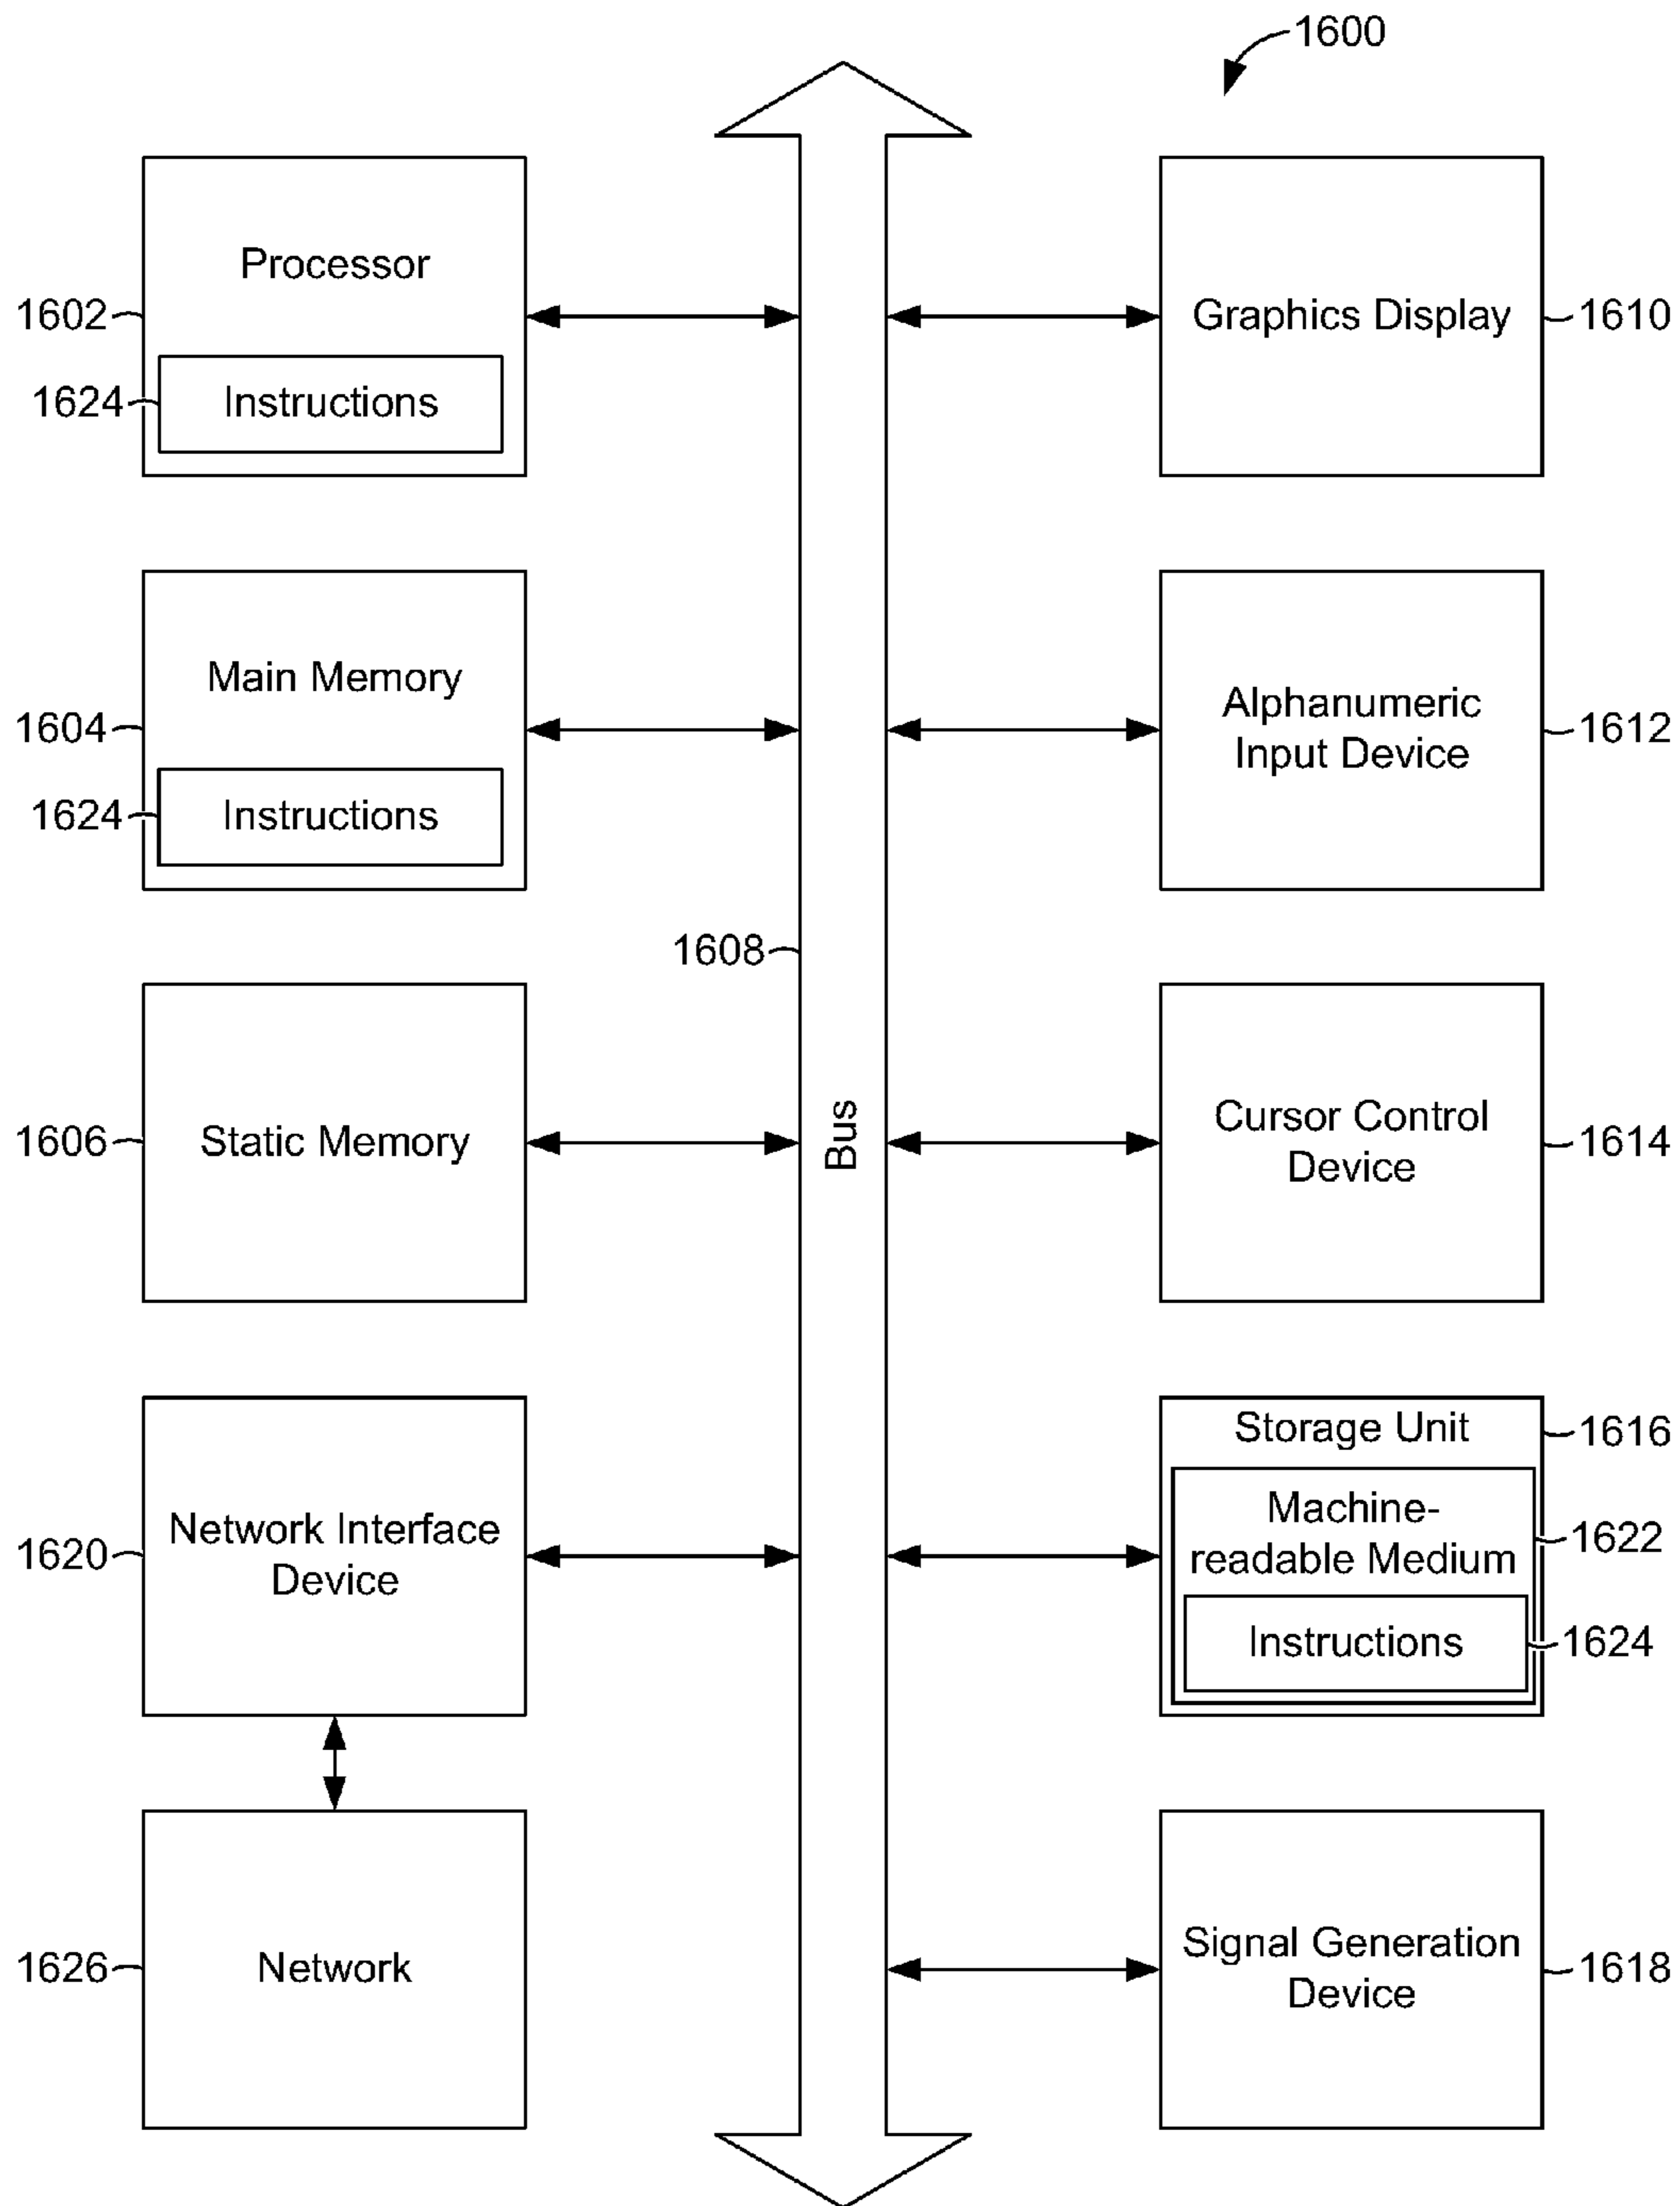 1600
Processor
1602
1624
Instructions
Graphics Display
1610
Main Memory
1604
1624
Instructions
Alphanumeric
Input Device
1612
1608
Bus
Static Memory
1606
Cursor Control
Device
1614
Network Interface
Device
1620
Storage Unit
1616
Machine-
readable Medium
1622
Instructions
1624
Network
1626
Signal Generation
Device
1618